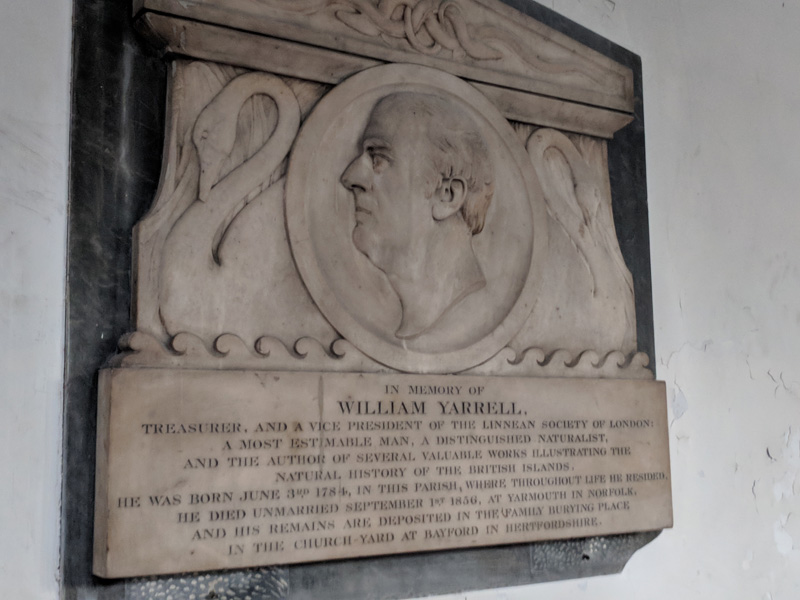 IN MEMORY OF
WILLIAM YARRELL,
TREASURER, AND A VICE PRESIDENT OF THE LINNEAN SOCIETY OF LONDON:
A MOST ESTIMABLE MAN, A DISTINGUISHED NATURALIST,
AND THE AUTHOR OF SEVERAL VALUABLE WORKS ILLUSTRATING THE
NATURAL HISTORY OF THE BRITISH ISLANDS.
HE WAS BORN JUNE 3RD 1784, IN THIS PARISH, WHERE THROUGHOUT LIFE HE RESIDED.
HE DIED UNMARRIED SEPTEMBER 1ST 1856, AT YARMOUTH IN NORFOLK,
AND HIS REMAINS ARE DEPOSITED IN THE FAMILY BURYING PLACE
IN THE CHURCH-YARD AT BAYFORD IN HERTFORDSHIRE.